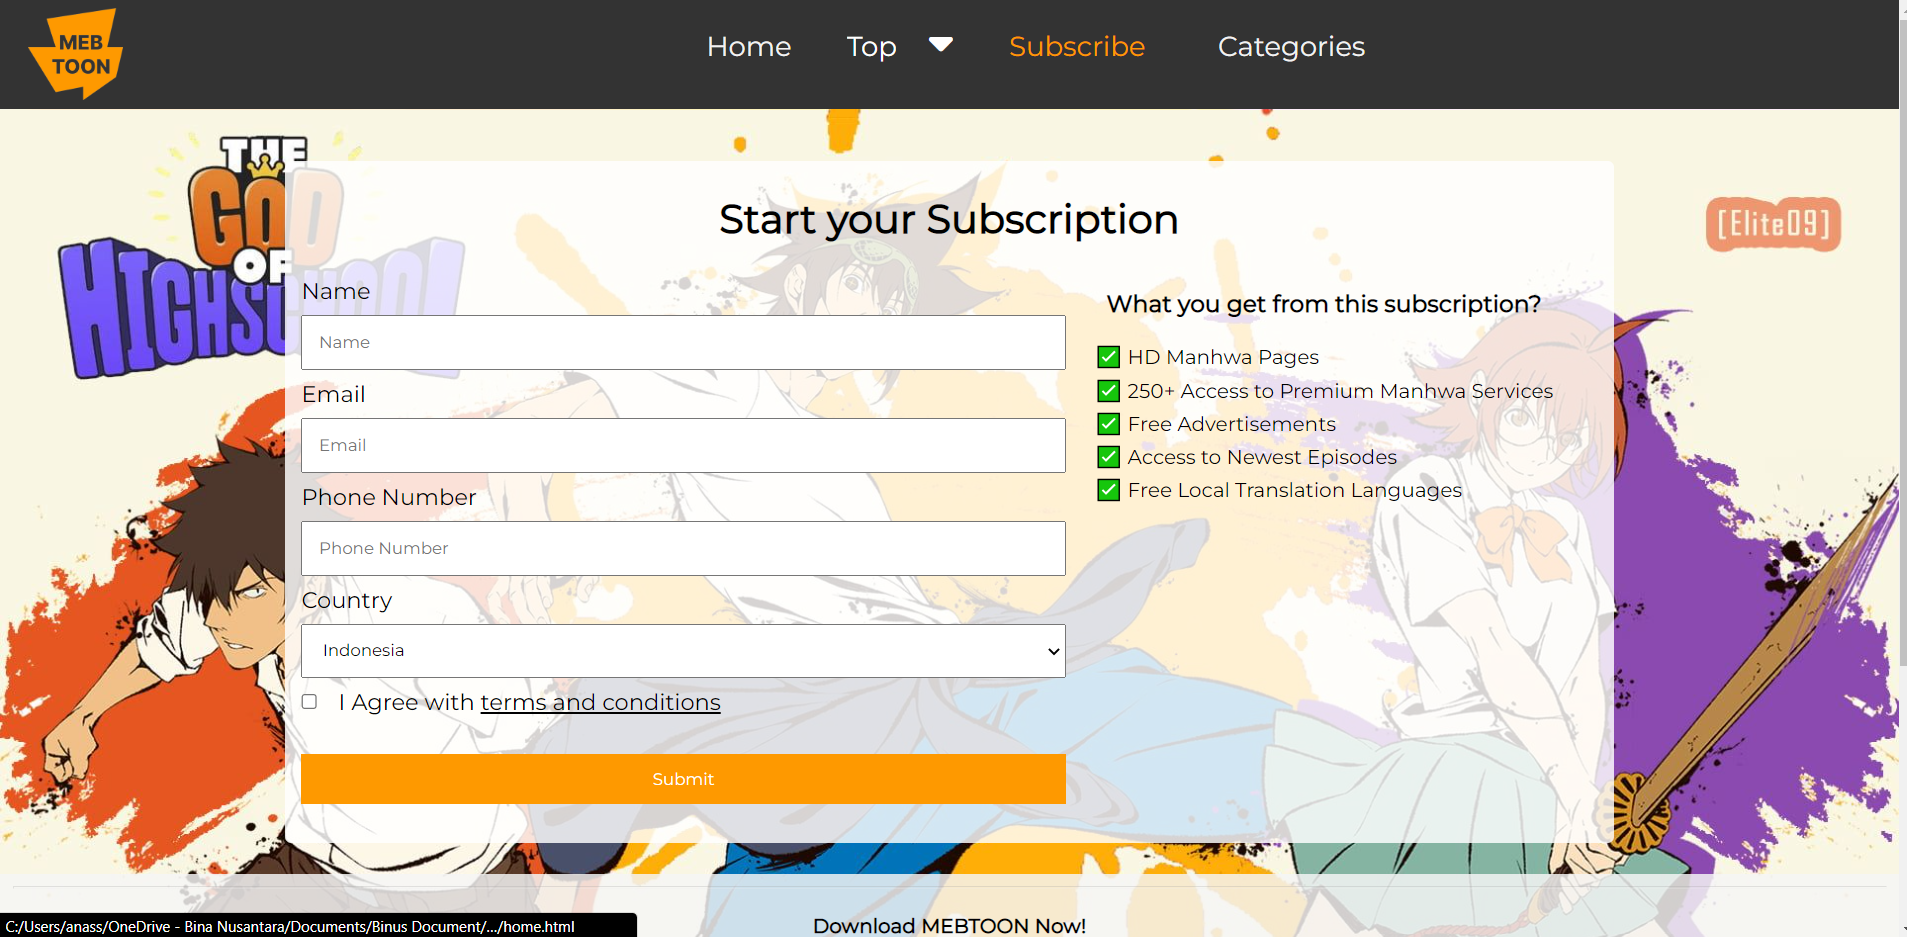 MEB
TOON
Home
Top
Subscribe
Categories
THE
GOD
OF
HIGHSCHOOL
[Elite09]
Start your Subscription
Name
Name
Email
Email
Phone Number
Phone Number
Country
Indonesia
I Agree with terms and conditions
Submit
What you get from this subscription?
HD Manhwa Pages
250+ Access to Premium Manhwa Services
Free Advertisements
Access to Newest Episodes
Free Local Translation Languages
Download MEBTOON Now!
C:/Users/anass/OneDrive - Bina Nusantara/Documents/Binus Document/.../home.html